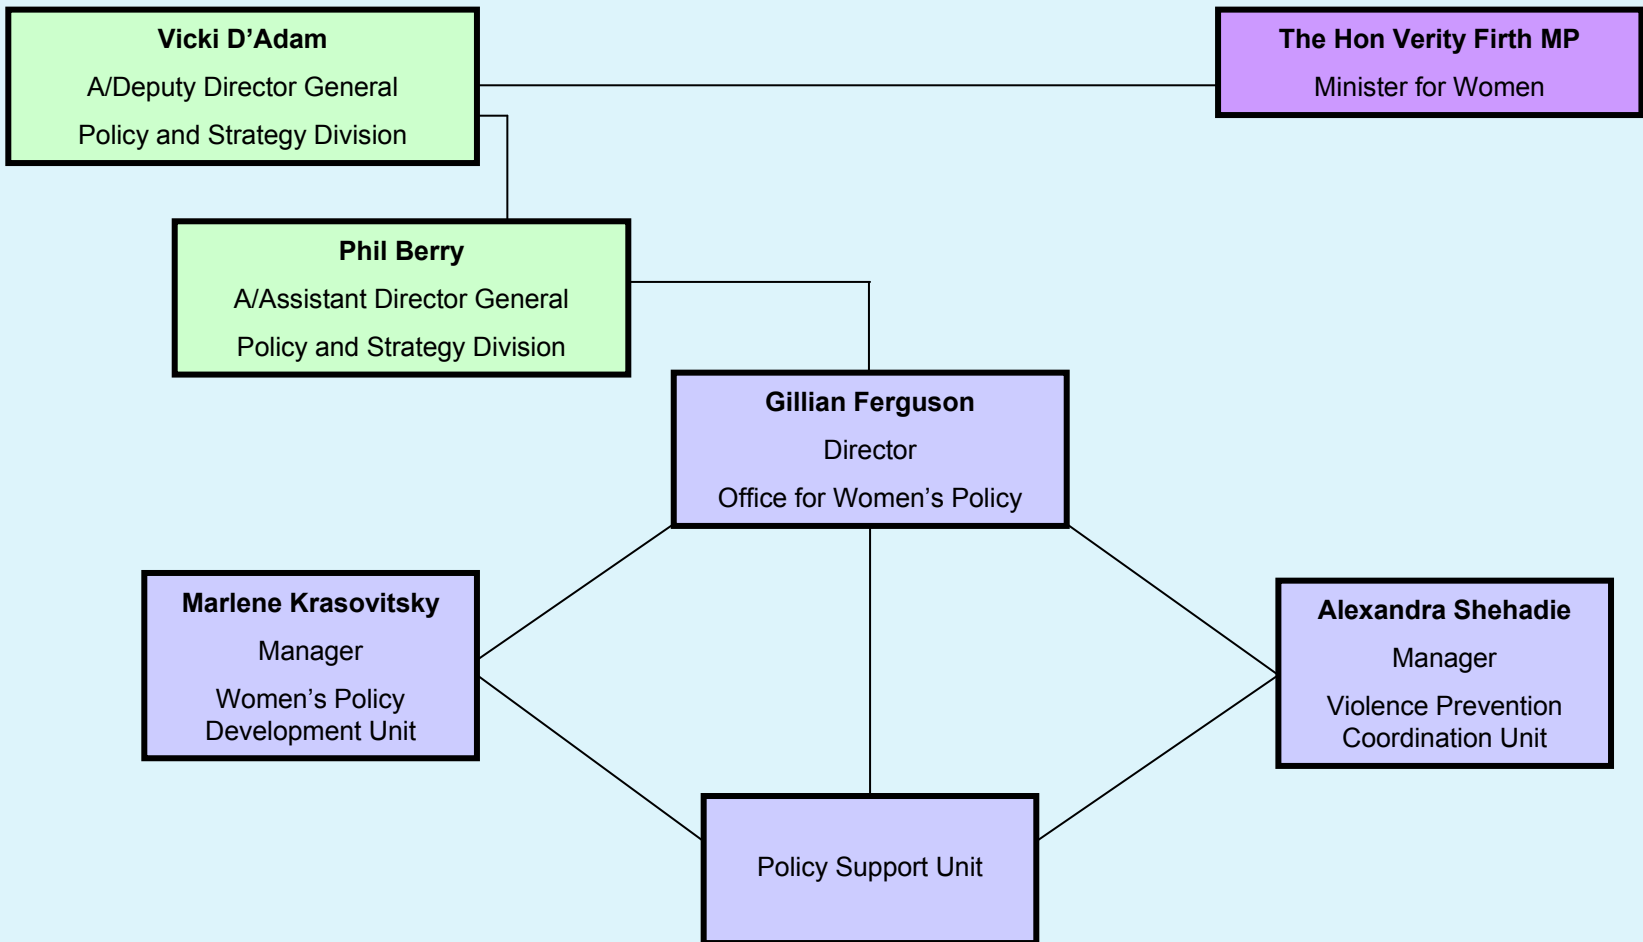 Vicki D’Adam
A/Deputy Director General
Policy and Strategy Division
The Hon Verity Firth MP
Minister for Women
Phil Berry
A/Assistant Director General
Policy and Strategy Division
Gillian Ferguson
Director
Office for Women’s Policy
Marlene Krasovitsky
Manager
Women’s Policy
Development Unit
Alexandra Shehadie
Manager
Violence Prevention
Coordination Unit
Policy Support Unit